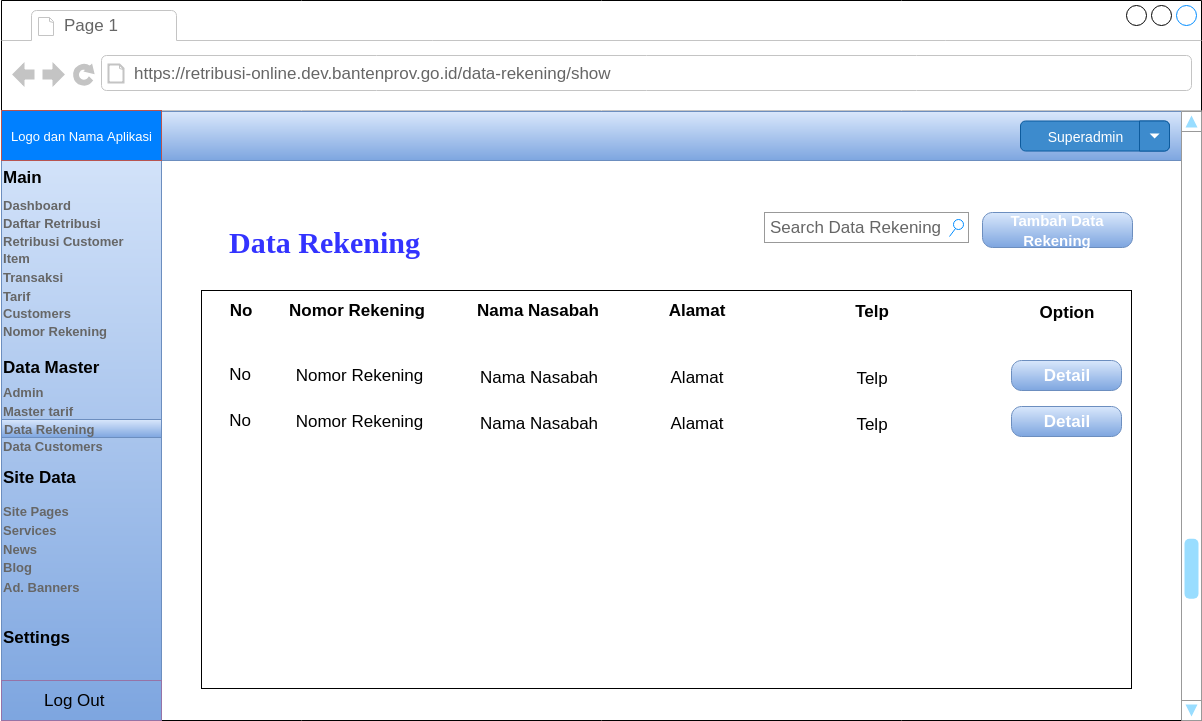 Page 1
https://retribusi-online.dev.bantenprov.go.id/data-rekening/show
Logo dan Nama Aplikasi
Superadmin
Main
Dashboard
Daftar Retribusi
Retribusi Customer
Item
Transaksi
Tarif
Customers
Nomor Rekening
Data Master
Admin
Master tarif
Data Rekening
Data Customers
Site Data
Site Pages
Services
News
Blog
Ad. Banners
Settings
Log Out
Data Rekening
Search Data Rekening
Tambah Data
Rekening
No Nomor Rekening Nama Nasabah Alamat Telp Option
No Nomor Rekening Nama Nasabah Alamat Telp Detail
No Nomor Rekening Nama Nasabah Alamat Telp Detail